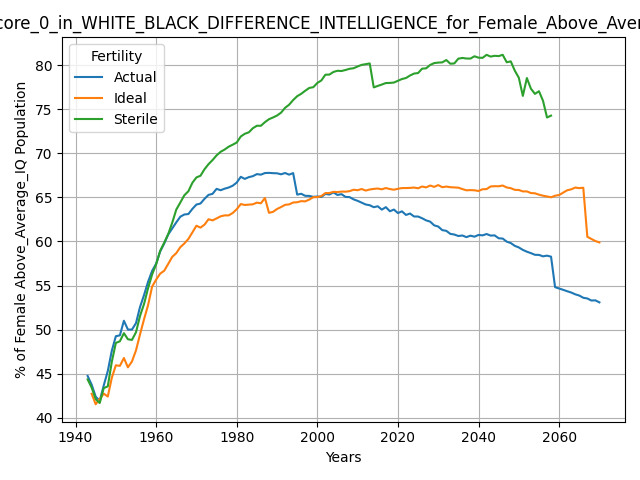 core_0_in_WHITE_BLACK_DIFFERENCE_INTELLIGENCE_for_Female_Above_Aver
% of Female Above_Average_IQ Population
Fertility
Actual
Ideal
Sterile
80
75
70
65
60
55
50
45
40
1940
1960
1980
2000
2020
2040
2060
Years